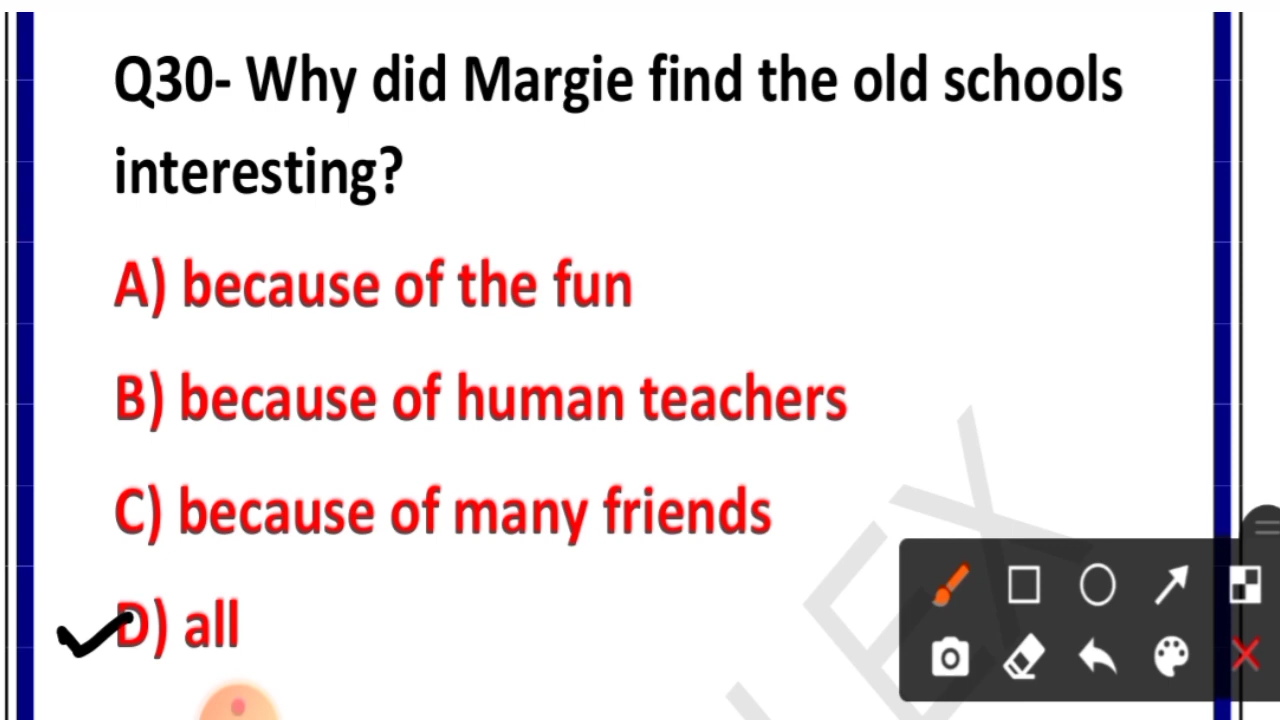 Q30- Why did Margie find the old schools
interesting?
A) because of the fun
B) because of human teachers
C) because of many friends
D) all
EX